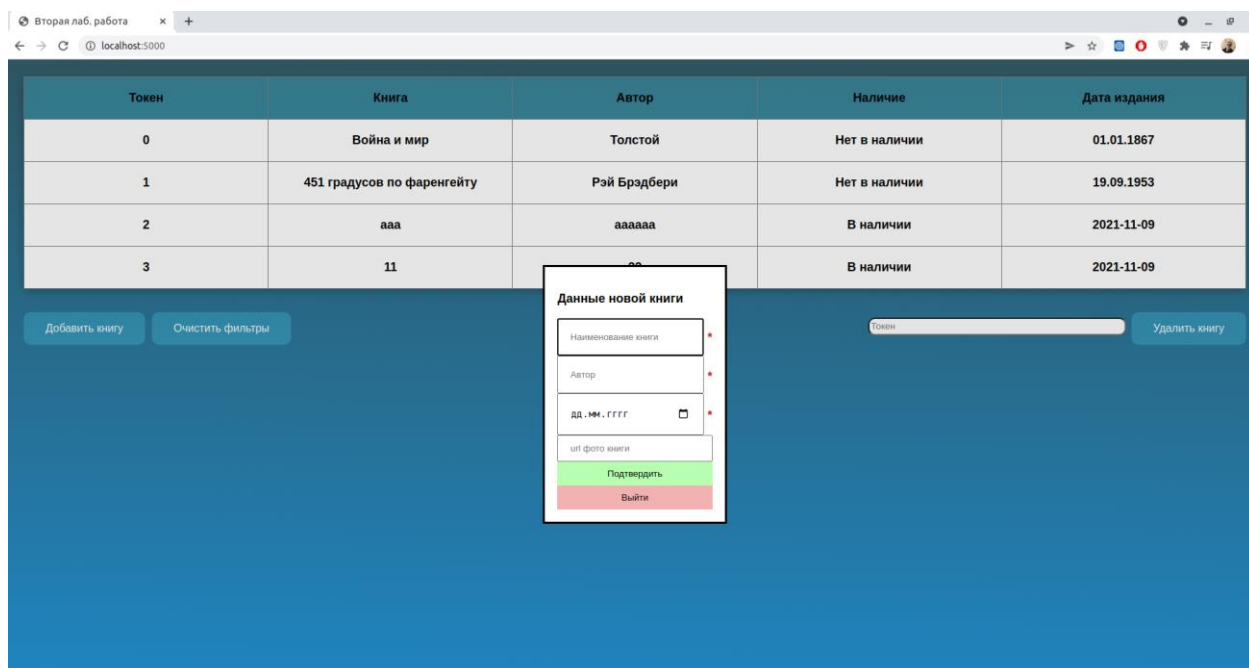 Вторая лаб. работа
localhost:5000
Токен Книга Автор Наличие Дата издания
0 Война и мир Толстой Нет в наличии 01.01.1867
1 451 градусов по фаренгейту Рэй Брэдбери Нет в наличии 19.09.1953
2 aaa aaaaaa В наличии 2021-11-09
3 11 В наличии 2021-11-09
Данные новой книги
Добавить книгу Очистить фильтры Токен Удалить книгу
Наименование книги *
Автор *
дд.мм.гггг *
url фото книги
Подтвердить
Выйти